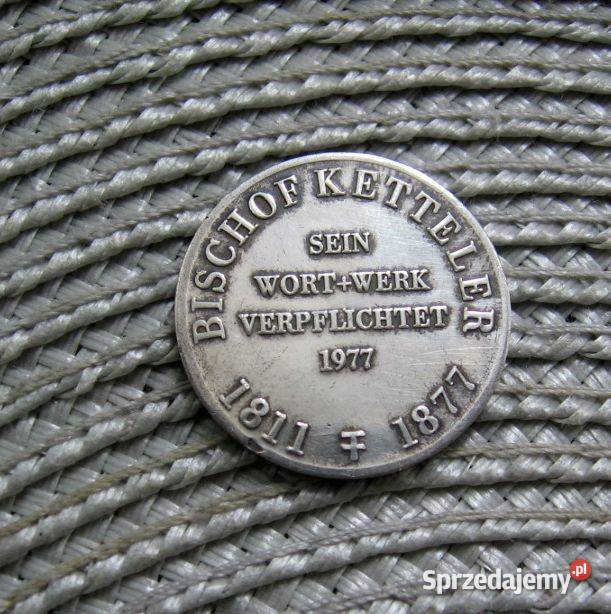 BISCHOF KETTELER
SEIN
WORT+WERK
VERPFLICHTET
1977
1811 1877
Sprzedajemy.pl